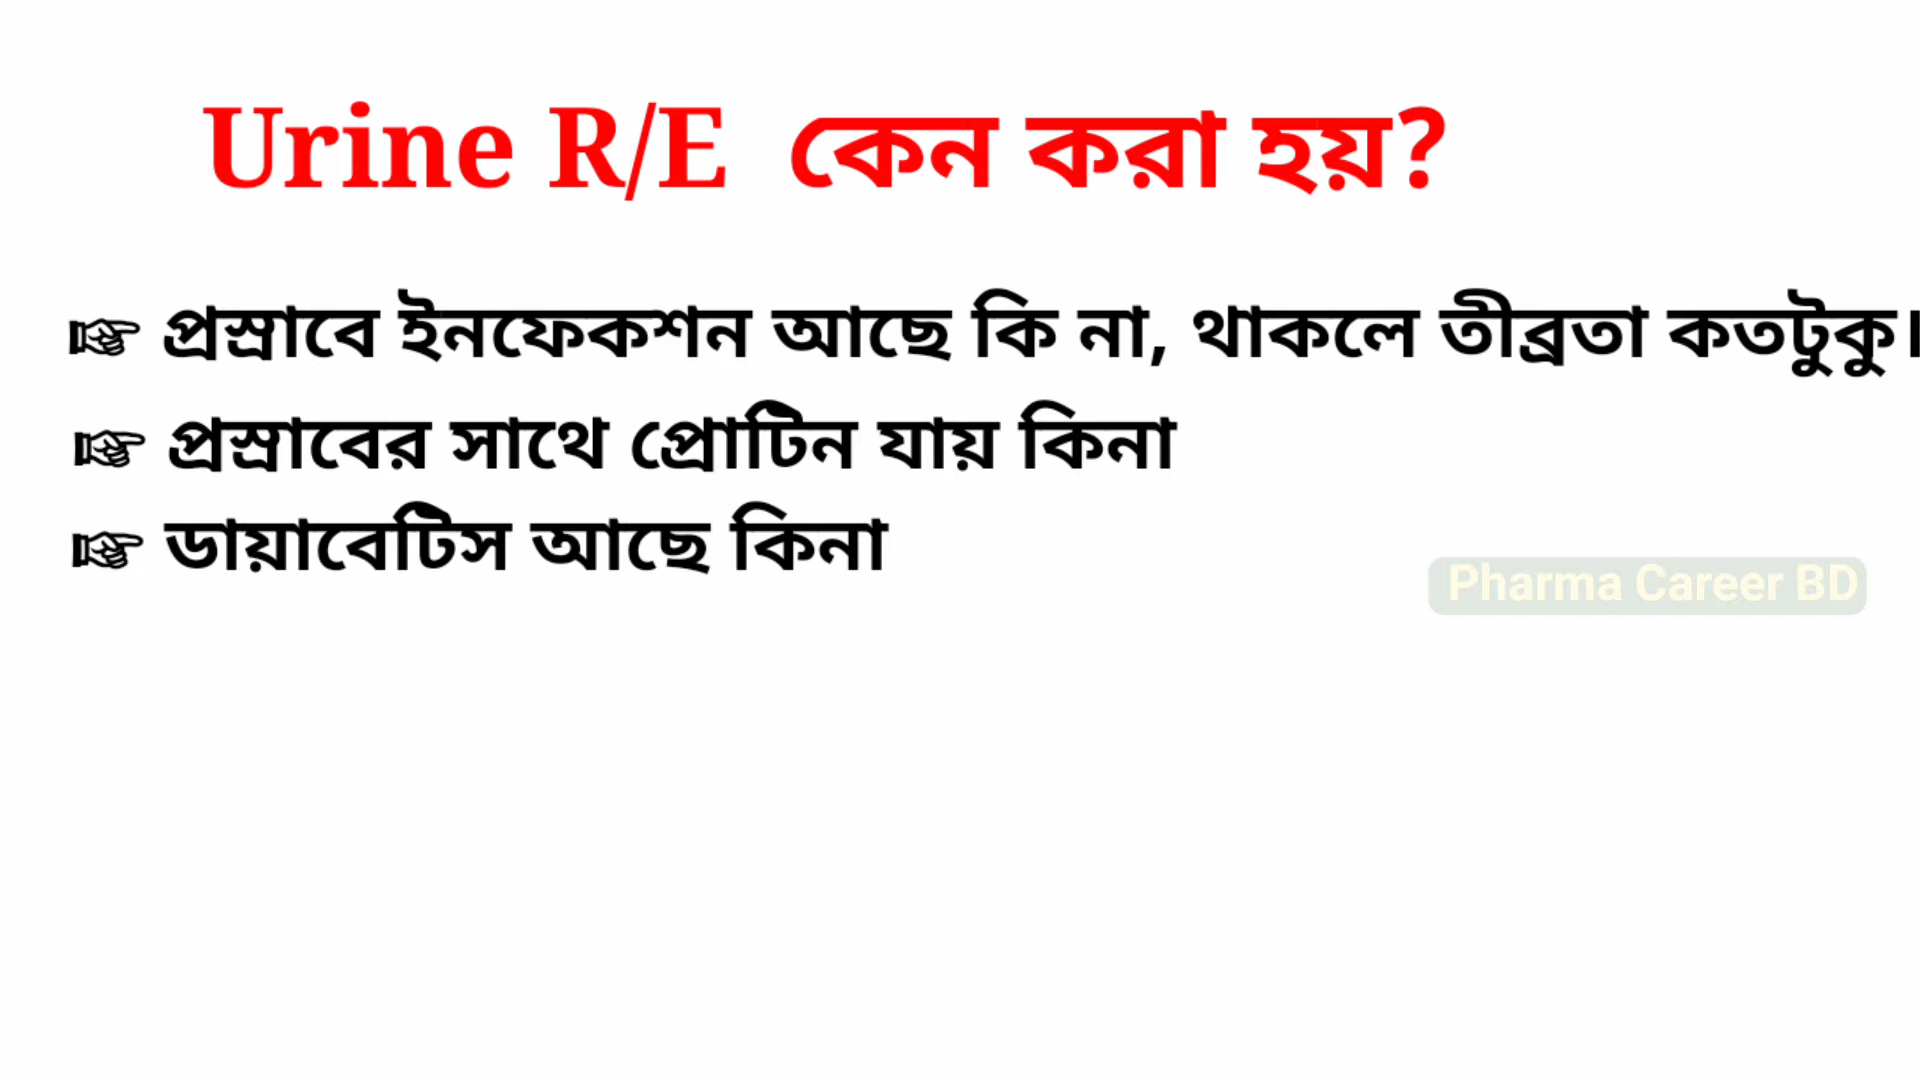 Urine R/E কেন করা হয়?
☞ প্রস্রাবে ইনফেকশন আছে কি না, থাকলে তীব্রতা কতটুকু।
☞ প্রস্রাবের সাথে প্রোটিন যায় কিনা
☞ ডায়াবেটিস আছে কিনা
Pharma Career BD